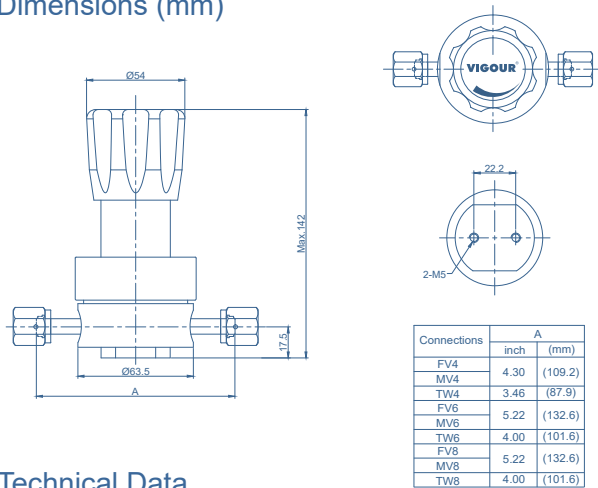 Dimensions (mm)
Ø54
Max.142
17.5
Ø63.5
A
VIGOUR
22.2
2-M5
Connections A
inch (mm)
FV4
MV4
4.30 (109.2)
TW4 3.46 (87.9)
FV6
MV6
5.22 (132.6)
TW6 4.00 (101.6)
FV8
MV8
5.22 (132.6)
TW8 4.00 (101.6)
Technical Data